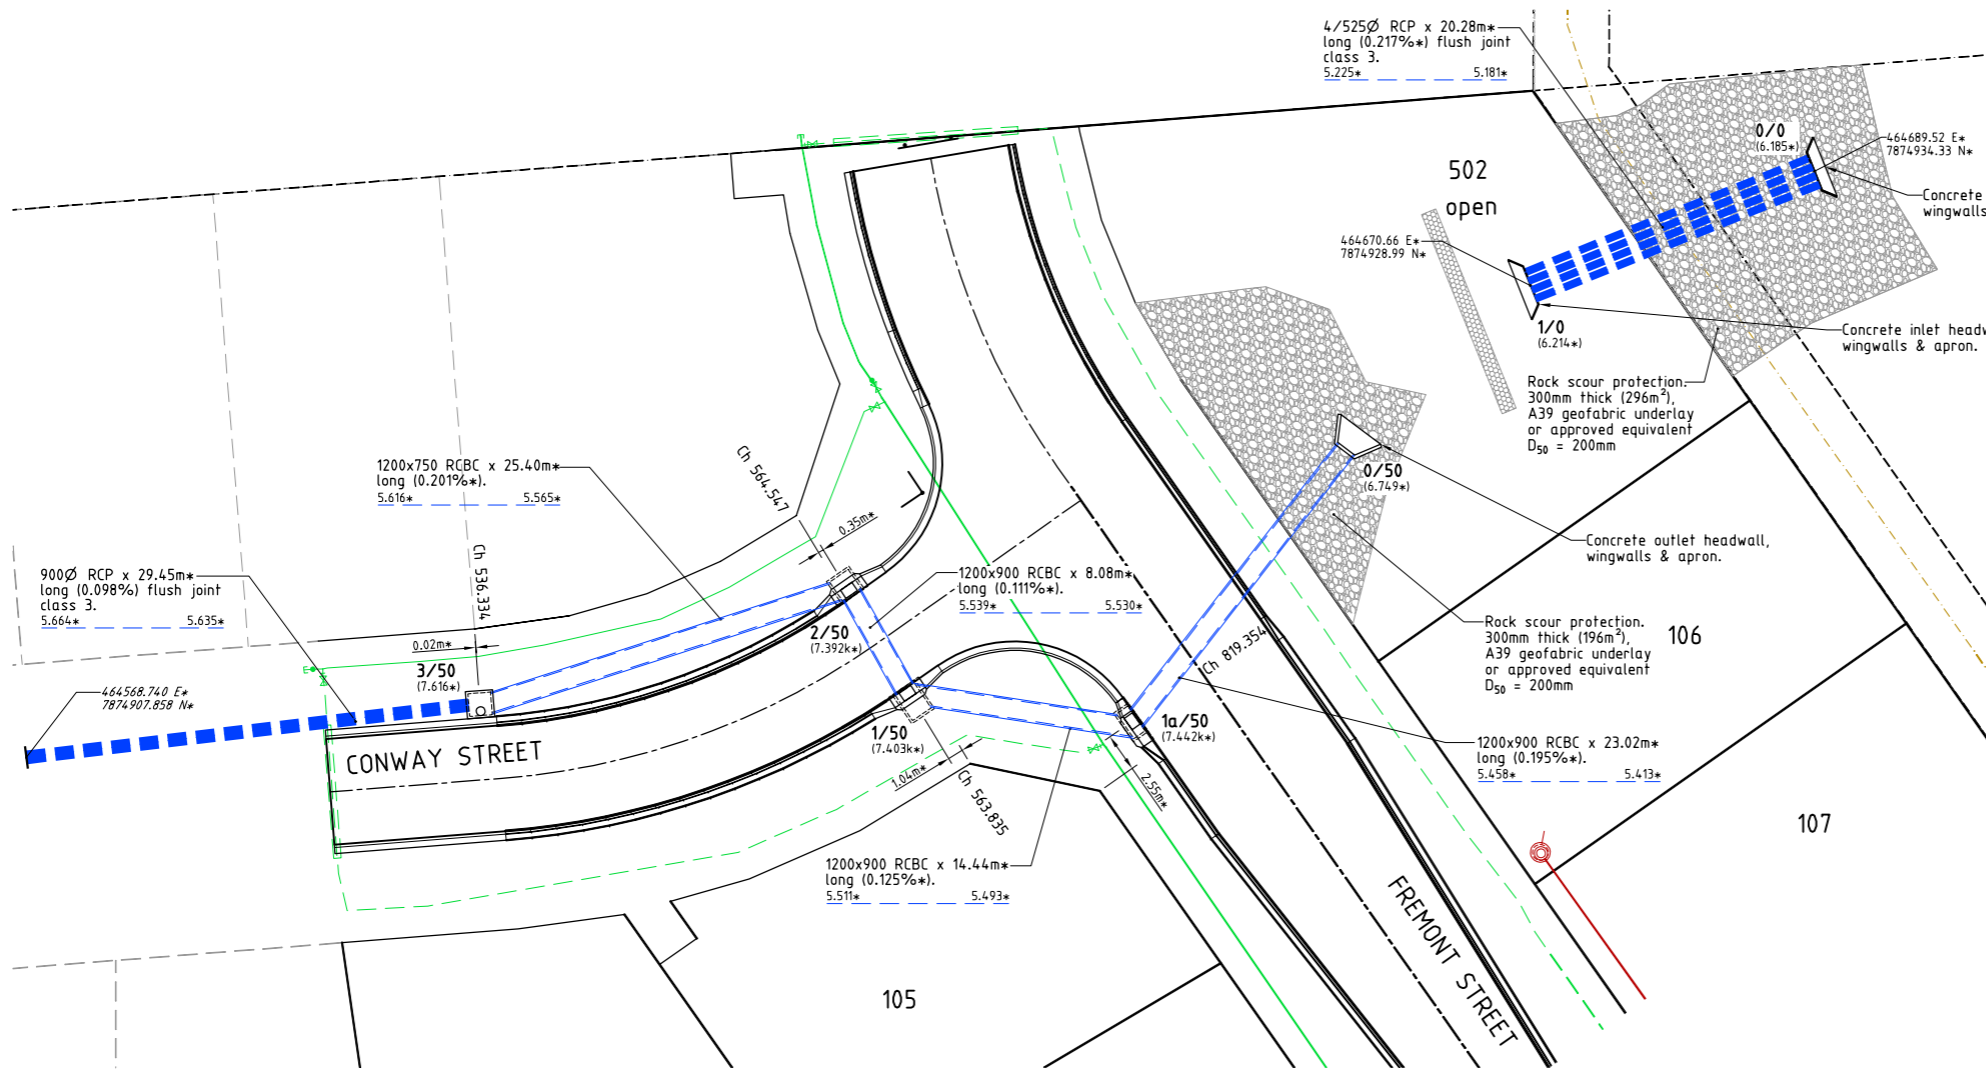 4/525Ø RCP x 20.28m*
long (0.217%*) flush joint
class 3.
5.225* 5.181*
0/0
(6.185*)
464689.52 E*
7874934.33 N*
Concrete
wingwalls
502
open
464670.66 E*
7874928.99 N*
1/0
(6.214*)
Concrete inlet
wingwalls & apron.
Rock scour protection.
300mm thick (296m²),
A39 geofabric underlay
or approved equivalent
D₅₀ = 200mm
Ch 564.547
0.35m*
1200x750 RCBC x 25.40m*
long (0.201%*).
5.616* 5.565*
0/50
(6.749*)
Concrete outlet headwall,
wingwalls & apron.
Ch 536.334
900Ø RCP x 29.45m*
long (0.098%) flush joint
class 3.
5.664* 5.635*
1200x900 RCBC x 8.08m*
long (0.111%*).
5.539* 5.530*
2/50
(7.392k*)
0.02m*
3/50
(7.616*)
Ch 819.354
Rock scour protection.
300mm thick (196m²),
A39 geofabric underlay
or approved equivalent
D₅₀ = 200mm
106
464568.740 E*
7874907.858 N*
CONWAY STREET
1/50
(7.403k*)
1a/50
(7.442k*)
1.04m*
Ch 563.835
2.55m*
1200x900 RCBC x 23.02m*
long (0.195%*).
5.458* 5.413*
107
1200x900 RCBC x 14.44m*
long (0.125%*).
5.511* 5.493*
FREMONT STREET
105